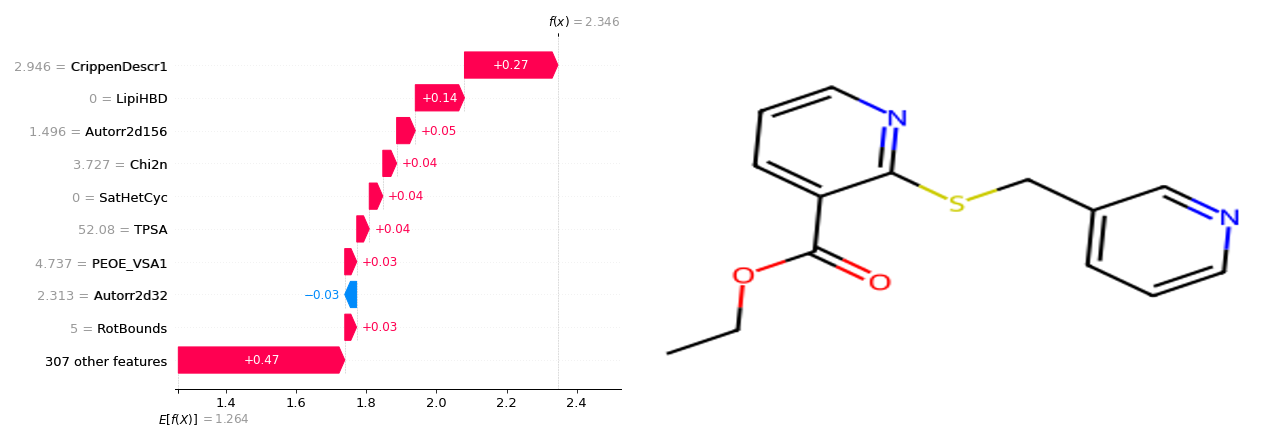 f(x) = 2.346
2.946 = CrippenDescr1
+0.27
0 = LipiHBD
+0.14
1.496 = Autorr2d156
+0.05
3.727 = Chi2n
+0.04
0 = SatHetCyc
+0.04
52.08 = TPSA
+0.04
4.737 = PEOE_VSA1
+0.03
2.313 = Autorr2d32
−0.03
5 = RotBounds
+0.03
307 other features
+0.47
1.4 1.6 1.8 2.0 2.2 2.4
E[f(X)] = 1.264
N
S
N
O
O